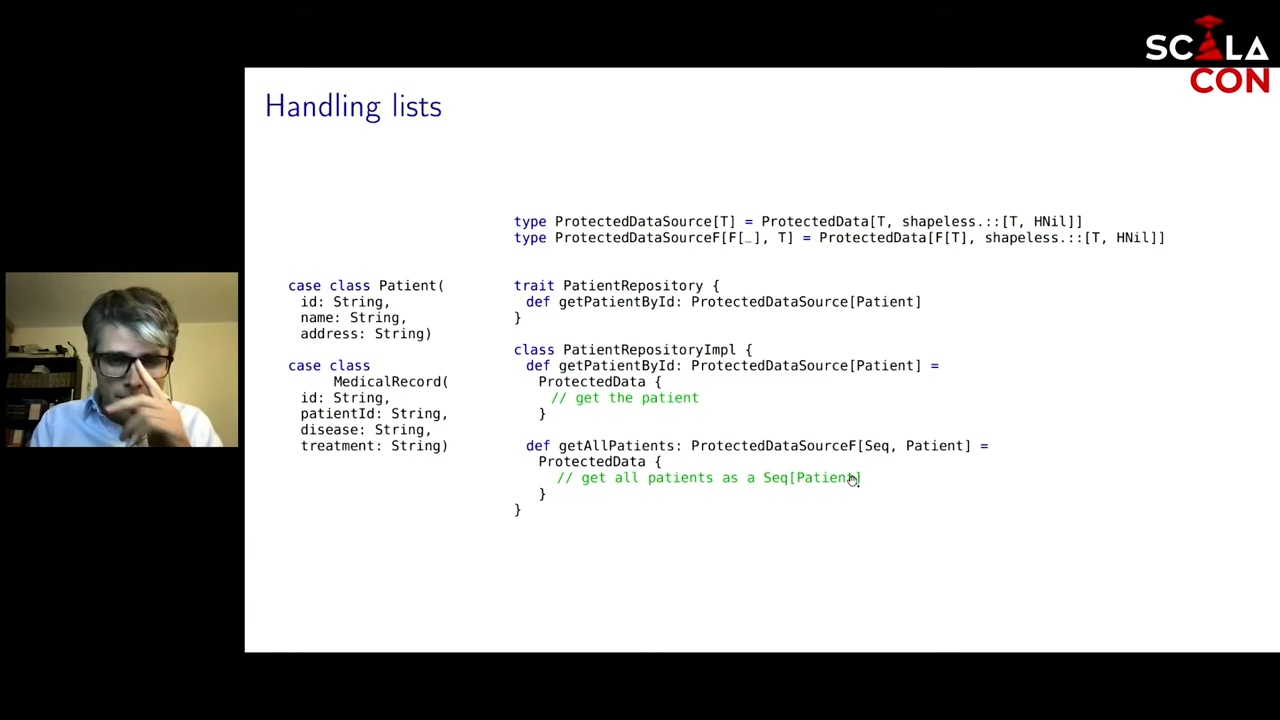 SCALA
CON
Handling lists
type ProtectedDataSource[T] = ProtectedData[T, shapeless.::[T, HNil]]
type ProtectedDataSourceF[F[_], T] = ProtectedData[F[T], shapeless.::[T, HNil]]
case class Patient(
id: String,
name: String,
address: String)
case class
MedicalRecord(
id: String,
patientId: String,
disease: String,
treatment: String)
trait PatientRepository {
def getPatientById: ProtectedDataSource[Patient]
}
class PatientRepositoryImpl {
def getPatientById: ProtectedDataSource[Patient] =
ProtectedData {
// get the patient
}
def getAllPatients: ProtectedDataSourceF[Seq, Patient] =
ProtectedData {
// get all patients as a Seq[Patient]
}
}